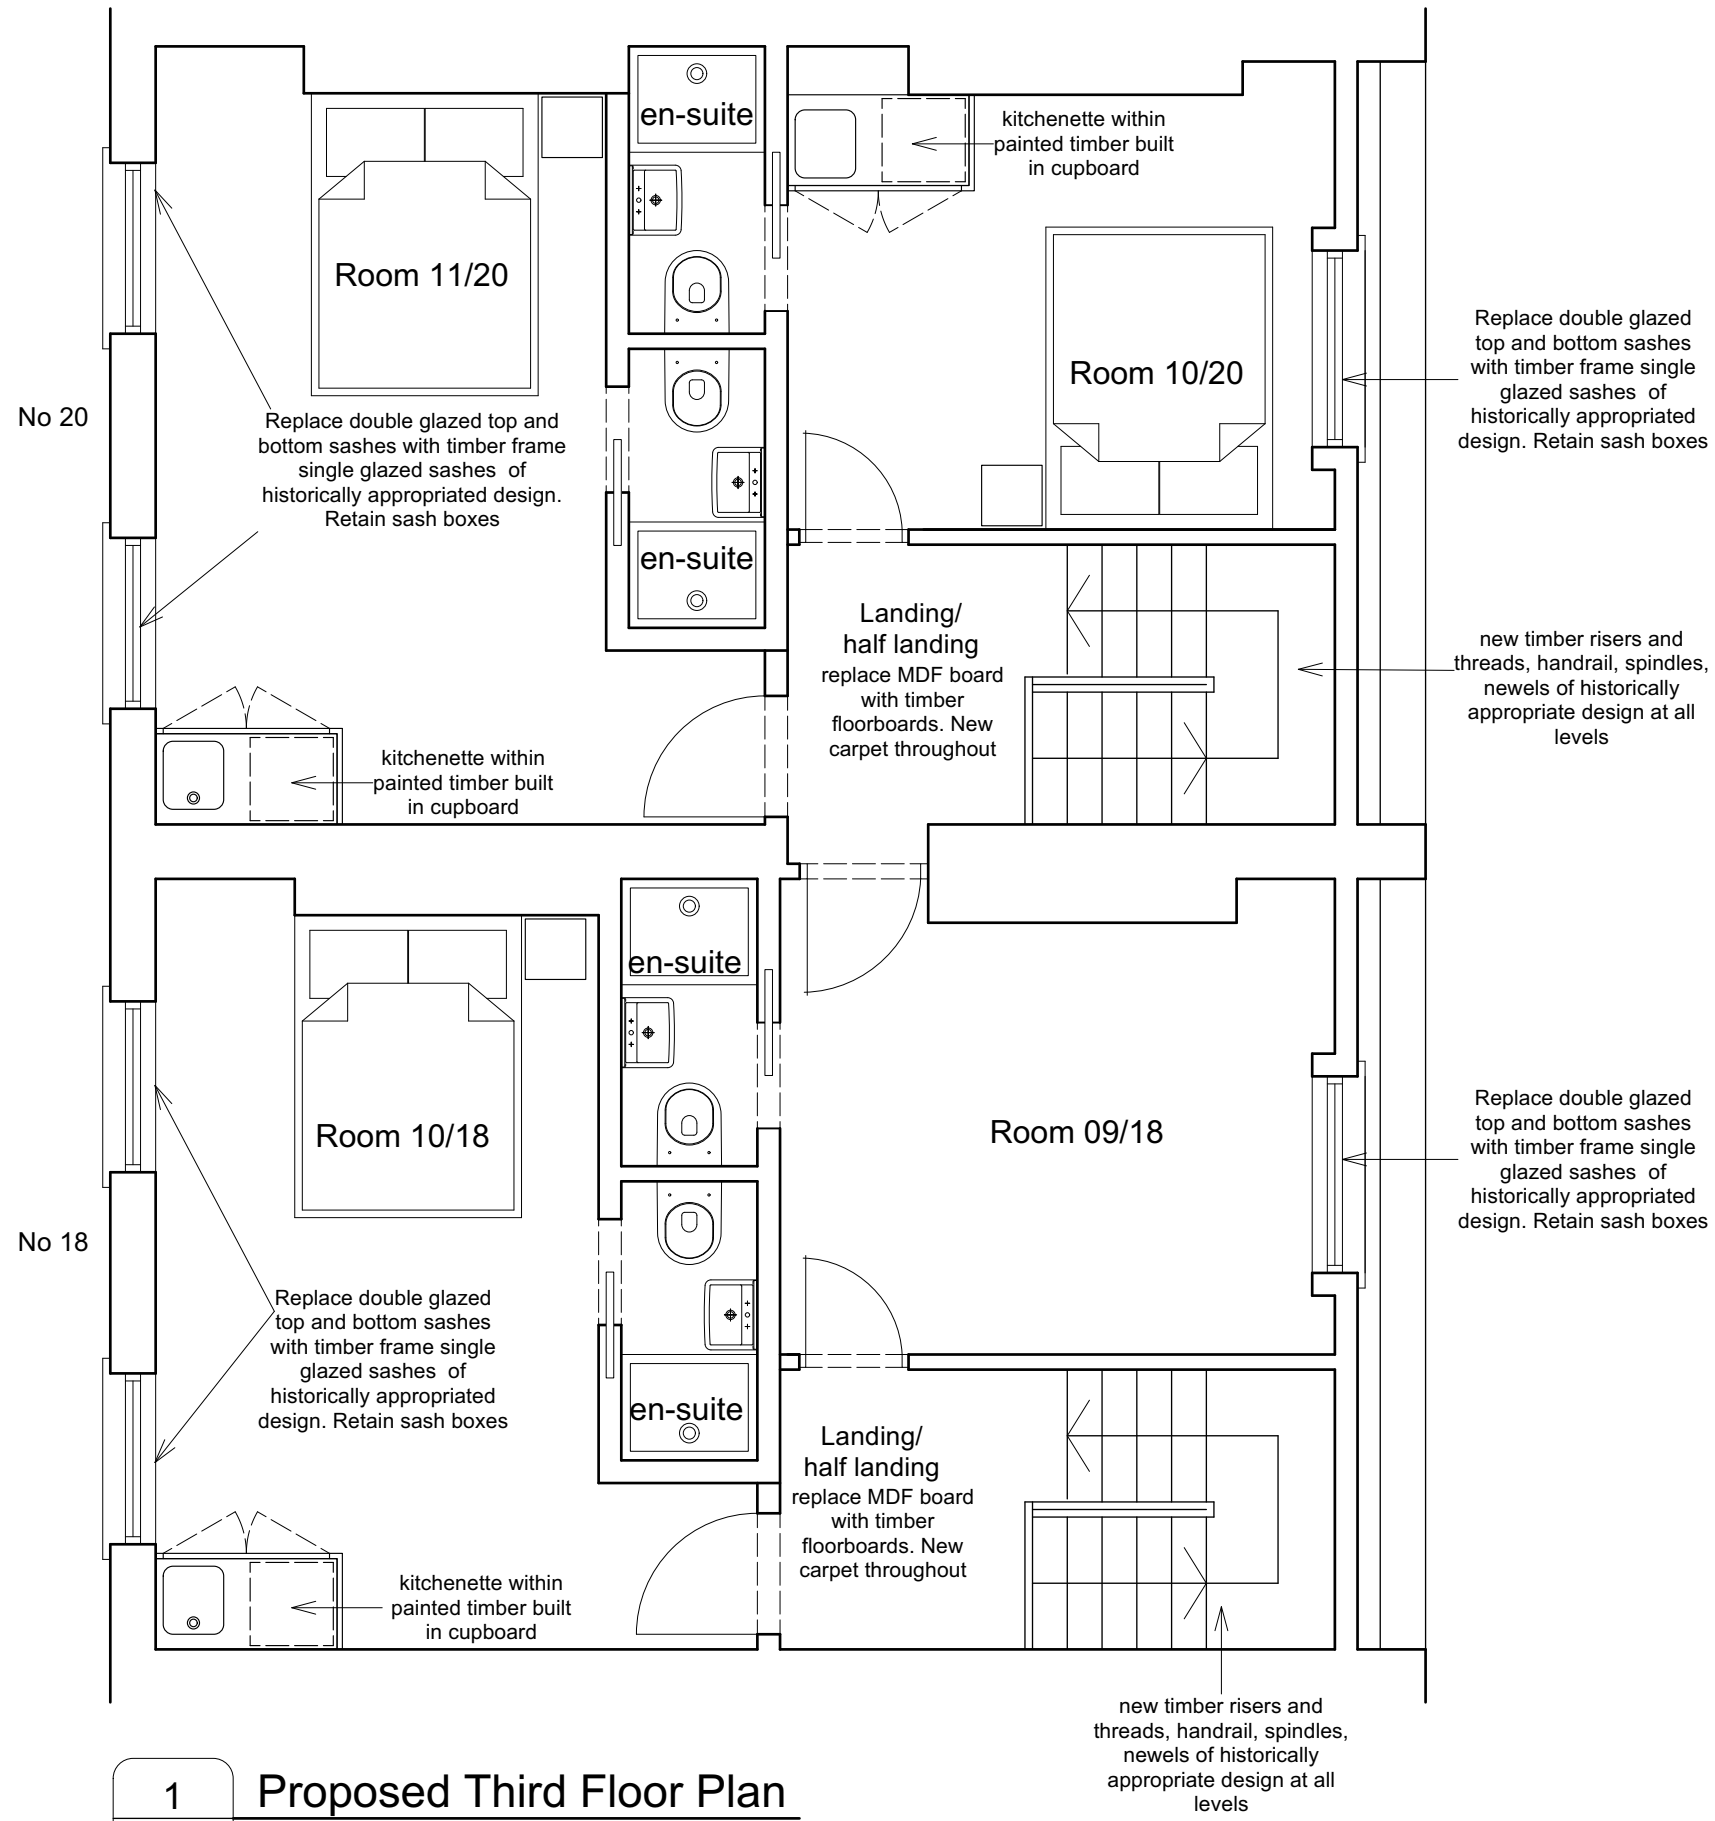 en-suite
kitchenette within
painted timber built
in cupboard
Room 11/20
Replace double glazed
top and bottom sashes
with timber frame single
glazed sashes of
historically appropriated
design. Retain sash boxes
Room 10/20
No 20
Replace double glazed top and
bottom sashes with timber frame
single glazed sashes of
historically appropriated design.
Retain sash boxes
en-suite
Landing/
half landing
replace MDF board
with timber
floorboards. New
carpet throughout
new timber risers and
threads, handrail, spindles,
newels of historically
appropriate design at all
levels
kitchenette within
painted timber built
in cupboard
en-suite
Room 10/18
Room 09/18
Replace double glazed
top and bottom sashes
with timber frame single
glazed sashes of
historically appropriated
design. Retain sash boxes
No 18
Replace double glazed
top and bottom sashes
with timber frame single
glazed sashes of
historically appropriated
design. Retain sash boxes
en-suite
Landing/
half landing
replace MDF board
with timber
floorboards. New
carpet throughout
kitchenette within
painted timber built
in cupboard
new timber risers and
threads, handrail, spindles,
newels of historically
appropriate design at all
levels
1
Proposed Third Floor Plan